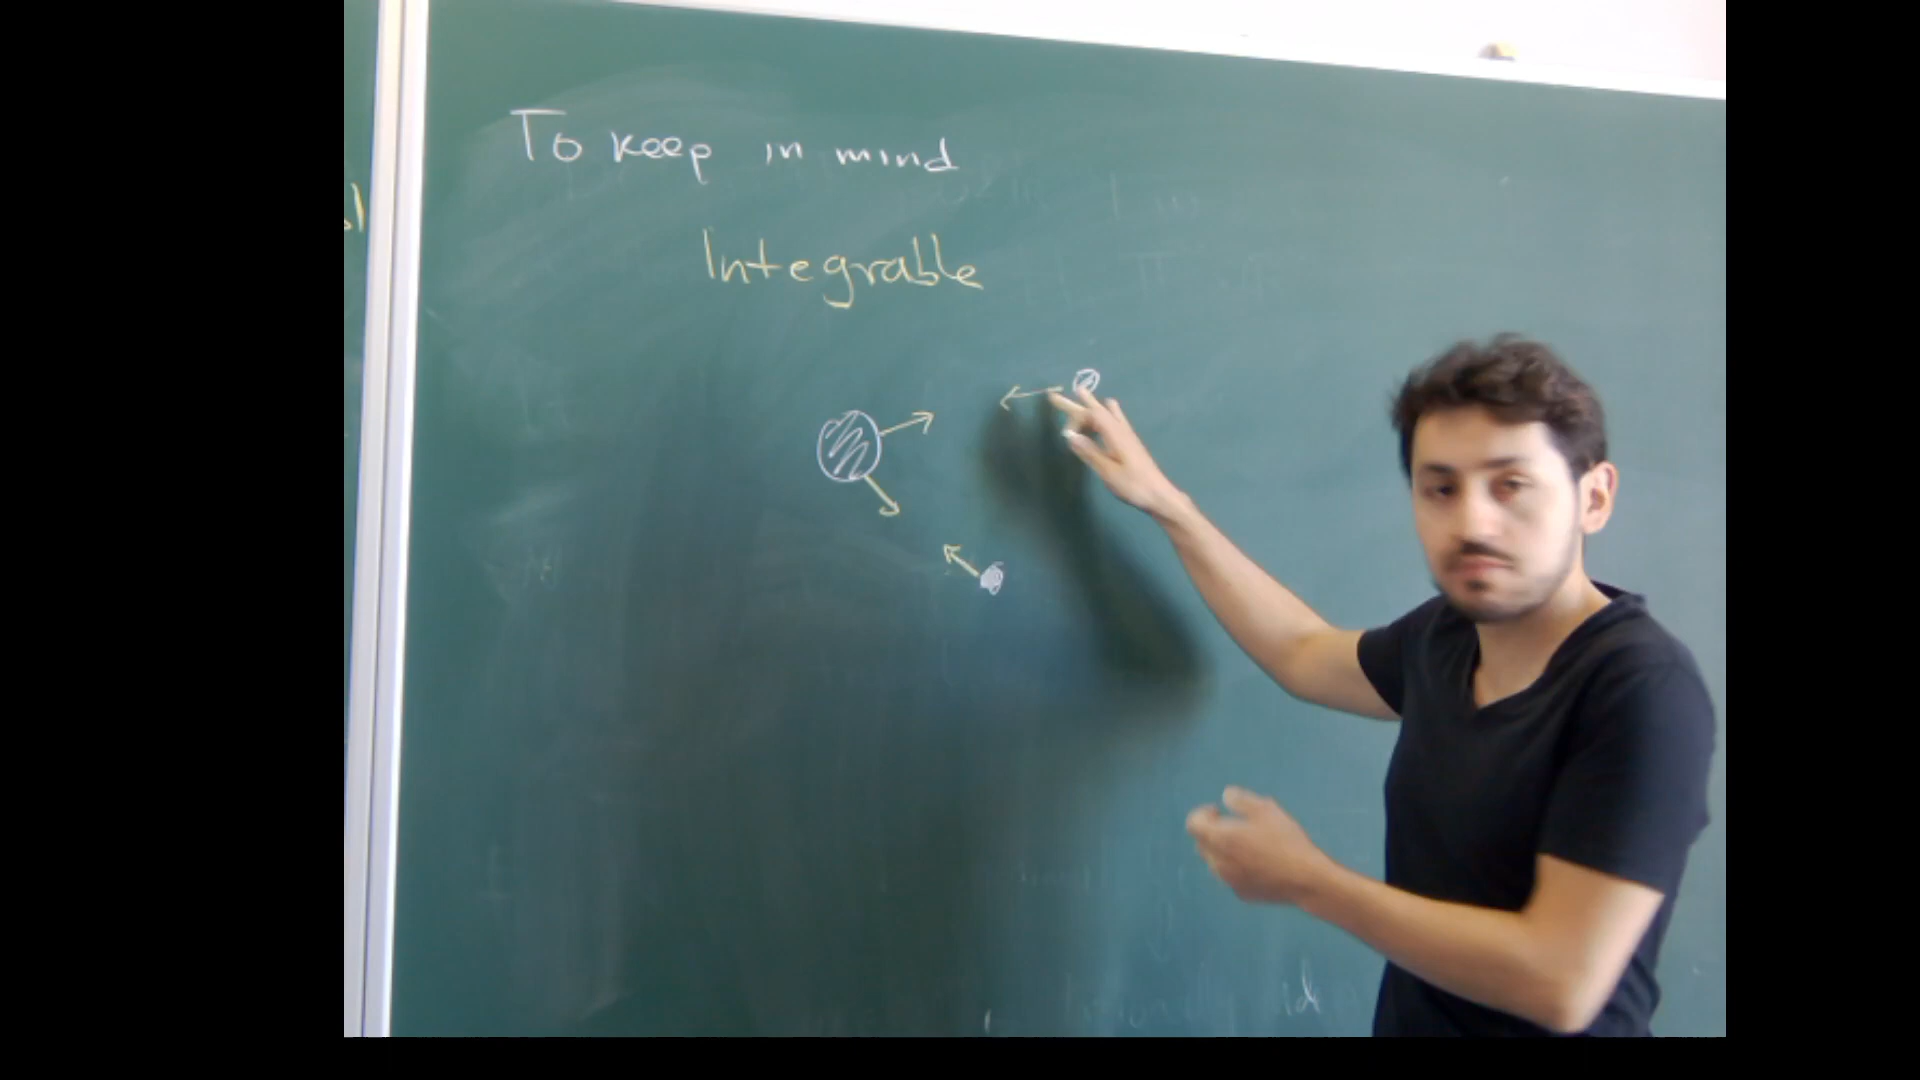 To keep in mind
Integrable